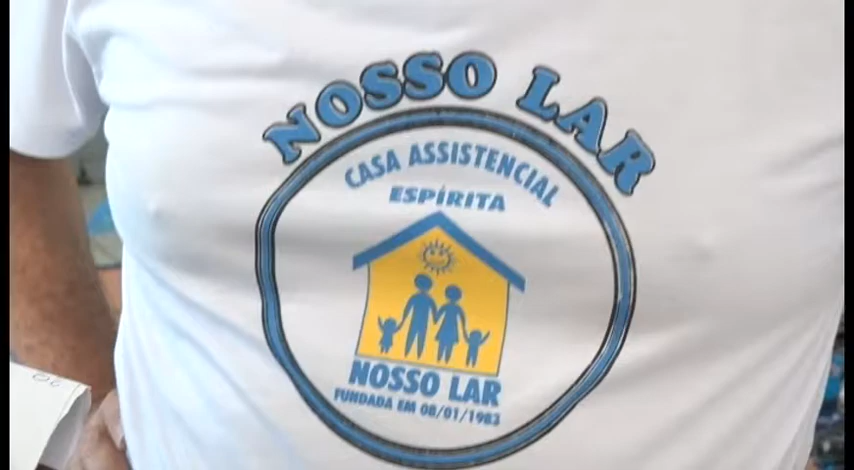 NOSSO LAR
CASA ASSISTENCIAL
ESPÍRITA
NOSSO LAR
FUNDADA EM 08/01/1983